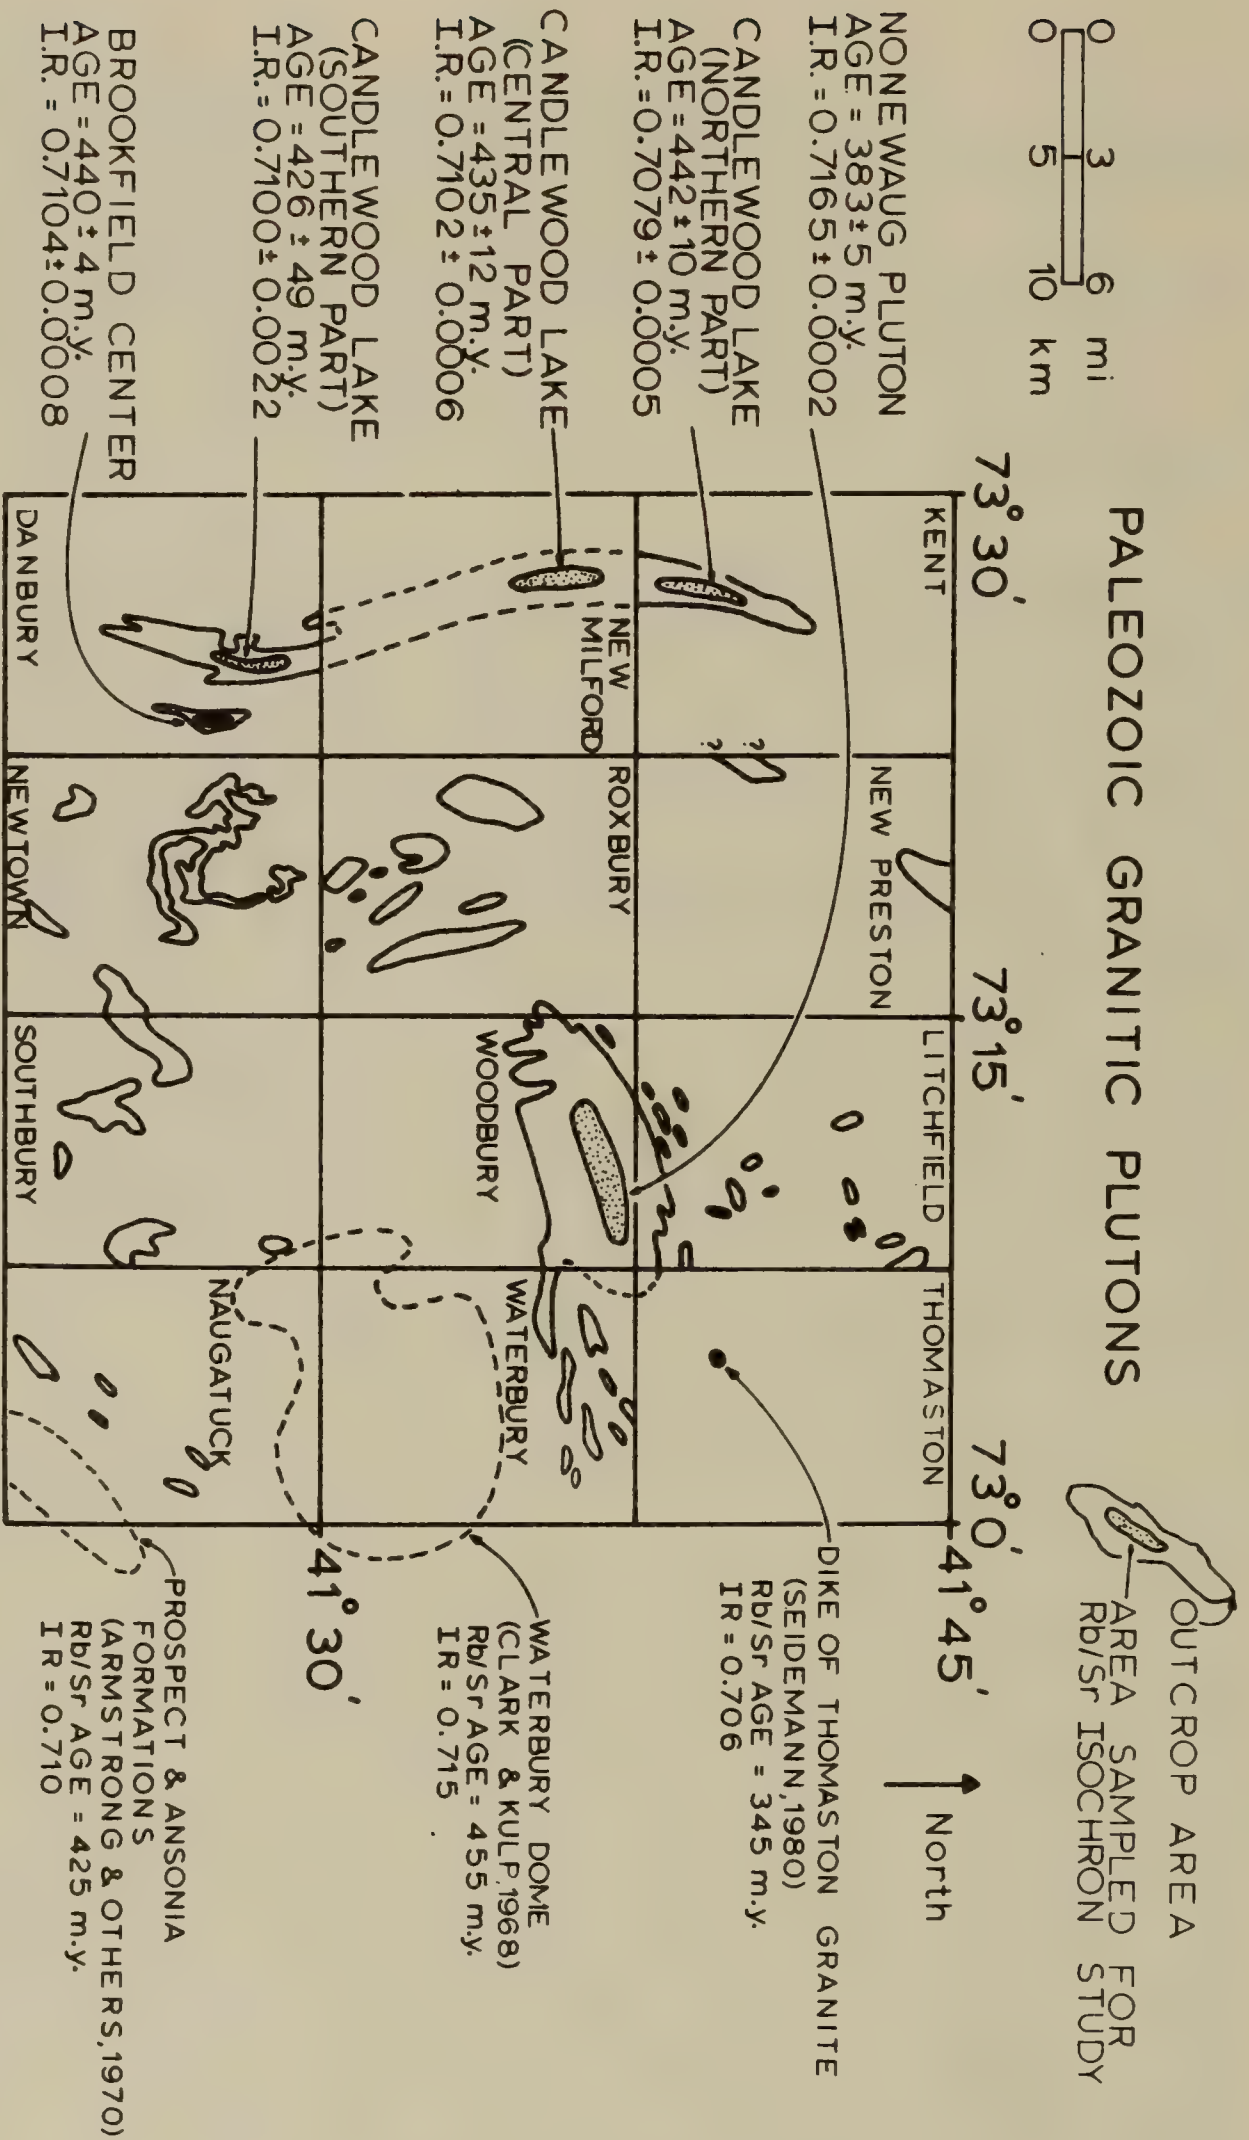 PALEOZOIC GRANITIC PLUTONS
0 3 6 mi
0 5 10 km
OUTCROP AREA
AREA SAMPLED FOR
Rb/Sr ISOCHRON STUDY
73° 30'
73° 15'
73° 0'
41° 45'
41° 30'
North
NONEWAUG PLUTON
AGE = 383±5 m.y.
I.R. = 0.7165±0.0002
CANDLEWOOD LAKE
(NORTHERN PART)
AGE = 442±10 m.y.
I.R. = 0.7079±0.0005
CANDLEWOOD LAKE
(CENTRAL PART)
AGE = 435±12 m.y.
I.R. = 0.7102±0.0006
CANDLEWOOD LAKE
(SOUTHERN PART)
AGE = 426±49 m.y.
I.R. = 0.7100±0.0022
BROOKFIELD CENTER
AGE = 440±4 m.y.
I.R. = 0.7104±0.0008
KENT
NEW PRESTON
LITCHFIELD
THOMASTON
? ?
NEW
MILFORD
ROXBURY
WOODBURY
WATERBURY
DANBURY
NEWTOWN
SOUTHBURY
NAUGATUCK
DIKE OF THOMASTON GRANITE
(SEIDEMANN,1980)
Rb/Sr AGE = 345 m.y.
IR = 0.706
WATERBURY DOME
(CLARK & KULP,1968)
Rb/Sr AGE = 455 m.y.
IR = 0.715
PROSPECT & ANSONIA
FORMATIONS
(ARMSTRONG & OTHERS,1970)
Rb/Sr AGE = 425 m.y.
IR = 0.710